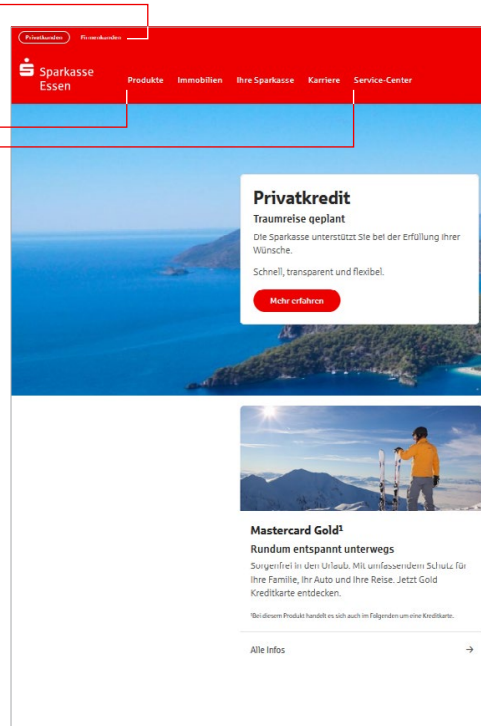 Privatkunden Firmenkunden
Sparkasse
Essen
Produkte Immobilien Ihre Sparkasse Karriere Service-Center
Privatkredit
Traumreise geplant
Die Sparkasse unterstützt Sie bei der Erfüllung Ihrer
Wünsche.
Schnell, transparent und flexibel.
Mehr erfahren
Mastercard Gold¹
Rundum entspannt unterwegs
Sorgenfrei in den Urlaub. Mit umfassendem Schutz für
Ihre Familie, Ihr Auto und Ihre Reise. Jetzt Gold
Kreditkarte entdecken.
¹Bei diesem Produkt handelt es sich auch im Folgenden um eine Kreditkarte.
Alle Infos →